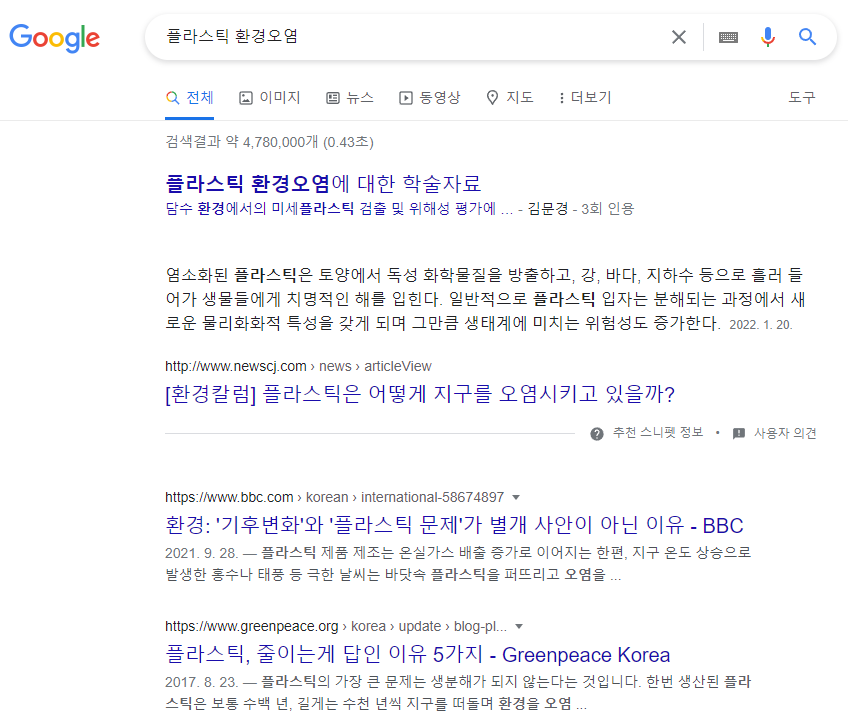 Google
플라스틱 환경오염
전체 이미지 뉴스 동영상 지도 더보기 도구
검색결과 약 4,780,000개 (0.43초)
플라스틱 환경오염에 대한 학술자료
담수 환경에서의 미세플라스틱 검출 및 위해성 평가에 ... - 김문경 - 3회 인용
염소화된 플라스틱은 토양에서 독성 화학물질을 방출하고, 강, 바다, 지하수 등으로 흘러 들
어가 생물들에게 치명적인 해를 입힌다. 일반적으로 플라스틱 입자는 분해되는 과정에서 새
로운 물리화화적 특성을 갖게 되며 그만큼 생태계에 미치는 위험성도 증가한다. 2022. 1. 20.
http://www.newscj.com › news › articleView
[환경칼럼] 플라스틱은 어떻게 지구를 오염시키고 있을까?
추천 스니펫 정보 • 사용자 의견
https://www.bbc.com › korean › international-58674897
환경: '기후변화'와 '플라스틱 문제'가 별개 사안이 아닌 이유 - BBC
2021. 9. 28. — 플라스틱 제품 제조는 온실가스 배출 증가로 이어지는 한편, 지구 온도 상승으로
발생한 홍수나 태풍 등 극한 날씨는 바닷속 플라스틱을 퍼뜨리고 오염을 ...
https://www.greenpeace.org › korea › update › blog-pl...
플라스틱, 줄이는게 답인 이유 5가지 - Greenpeace Korea
2017. 8. 23. — 플라스틱의 가장 큰 문제는 생분해가 되지 않는다는 것입니다. 한번 생산된 플라
스틱은 보통 수백 년, 길게는 수천 년씩 지구를 떠돌며 환경을 오염 ...